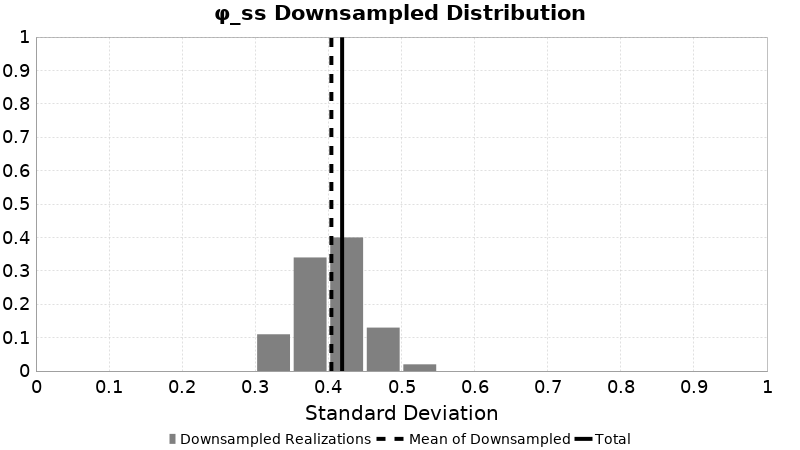 φ_ss Downsampled Distribution
1
0.9
0.8
0.7
0.6
0.5
0.4
0.3
0.2
0.1
0
0 0.1 0.2 0.3 0.4 0.5 0.6 0.7 0.8 0.9 1
Standard Deviation
Downsampled Realizations Mean of Downsampled Total